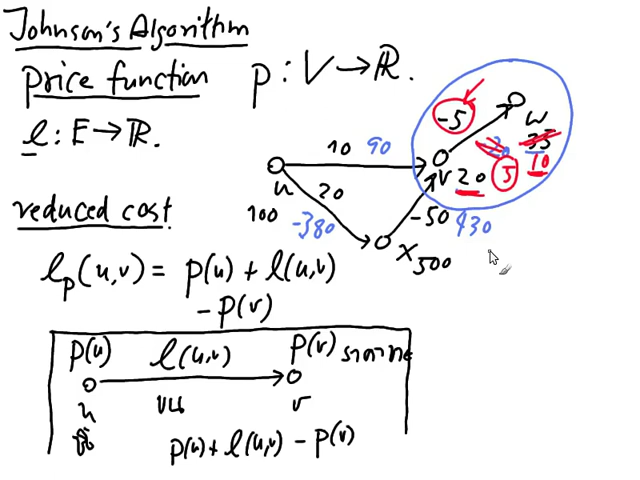 Johnson's Algorithm
price function p : V → ℝ.
l : E → ℝ.
-5
w
35
10
10 90
v 20 5
u
20
100
-380
-50 430
x 500
reduced cost
lp(u,v) = p(u) + l(u,v)
- p(v)
p(u) l(u,v) p(v)
u v
p(u) + l(u,v) - p(v)